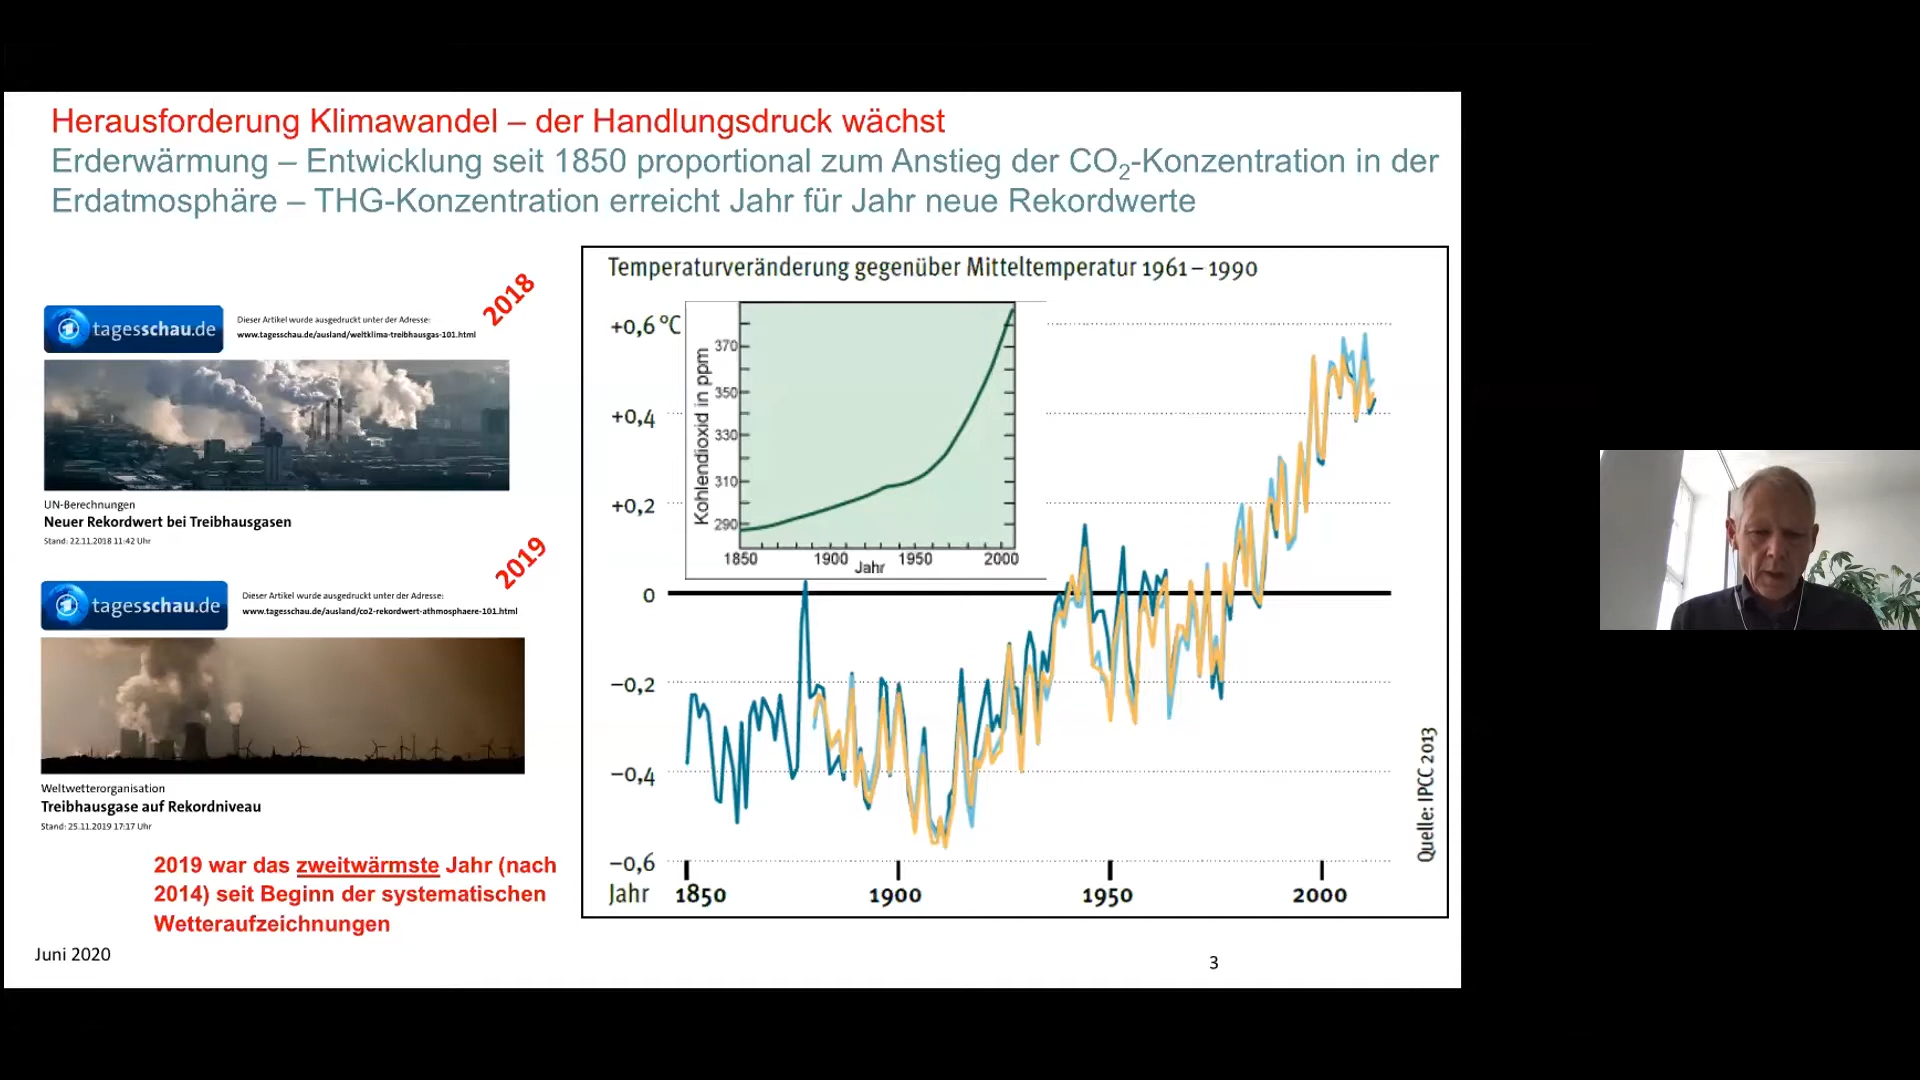 Herausforderung Klimawandel – der Handlungsdruck wächst
Erderwärmung – Entwicklung seit 1850 proportional zum Anstieg der CO2-Konzentration in der
Erdatmosphäre – THG-Konzentration erreicht Jahr für Jahr neue Rekordwerte
2018
tagesschau.de
Dieser Artikel wurde ausgedruckt unter der Adresse:
www.tagesschau.de/ausland/weltklima-treibhausgas-101.html
UN-Berechnungen
Neuer Rekordwert bei Treibhausgasen
Stand: 22.11.2018 11:42 Uhr
2019
tagesschau.de
Dieser Artikel wurde ausgedruckt unter der Adresse:
www.tagesschau.de/ausland/co2-rekordwert-athmosphaere-101.html
Weltwetterorganisation
Treibhausgase auf Rekordniveau
Stand: 25.11.2019 17:17 Uhr
2019 war das zweitwärmste Jahr (nach
2014) seit Beginn der systematischen
Wetteraufzeichnungen
Temperaturveränderung gegenüber Mitteltemperatur 1961 – 1990
+0,6 °C
+0,4
+0,2
0
−0,2
−0,4
−0,6
Jahr 1850 1900 1950 2000
Kohlendioxid in ppm
370
350
330
310
290
1850 1900 1950 2000
Jahr
Quelle: IPCC 2013
Juni 2020
3